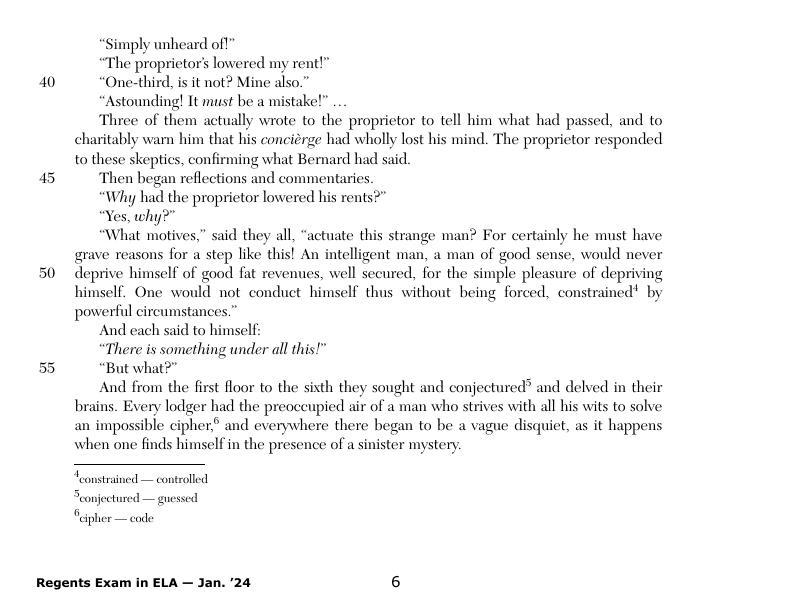 “Simply unheard of!”
“The proprietor’s lowered my rent!”
40 “One-third, is it not? Mine also.”
“Astounding! It must be a mistake!” …
Three of them actually wrote to the proprietor to tell him what had passed, and to
charitably warn him that his concièrge had wholly lost his mind. The proprietor responded
to these skeptics, confirming what Bernard had said.
45 Then began reflections and commentaries.
“Why had the proprietor lowered his rents?”
“Yes, why?”
“What motives,” said they all, “actuate this strange man? For certainly he must have
grave reasons for a step like this! An intelligent man, a man of good sense, would never
50 deprive himself of good fat revenues, well secured, for the simple pleasure of depriving
himself. One would not conduct himself thus without being forced, constrained4 by
powerful circumstances.”
And each said to himself:
“There is something under all this!”
55 “But what?”
And from the first floor to the sixth they sought and conjectured5 and delved in their
brains. Every lodger had the preoccupied air of a man who strives with all his wits to solve
an impossible cipher,6 and everywhere there began to be a vague disquiet, as it happens
when one finds himself in the presence of a sinister mystery.
4constrained — controlled
5conjectured — guessed
6cipher — code
Regents Exam in ELA — Jan. ’24 6